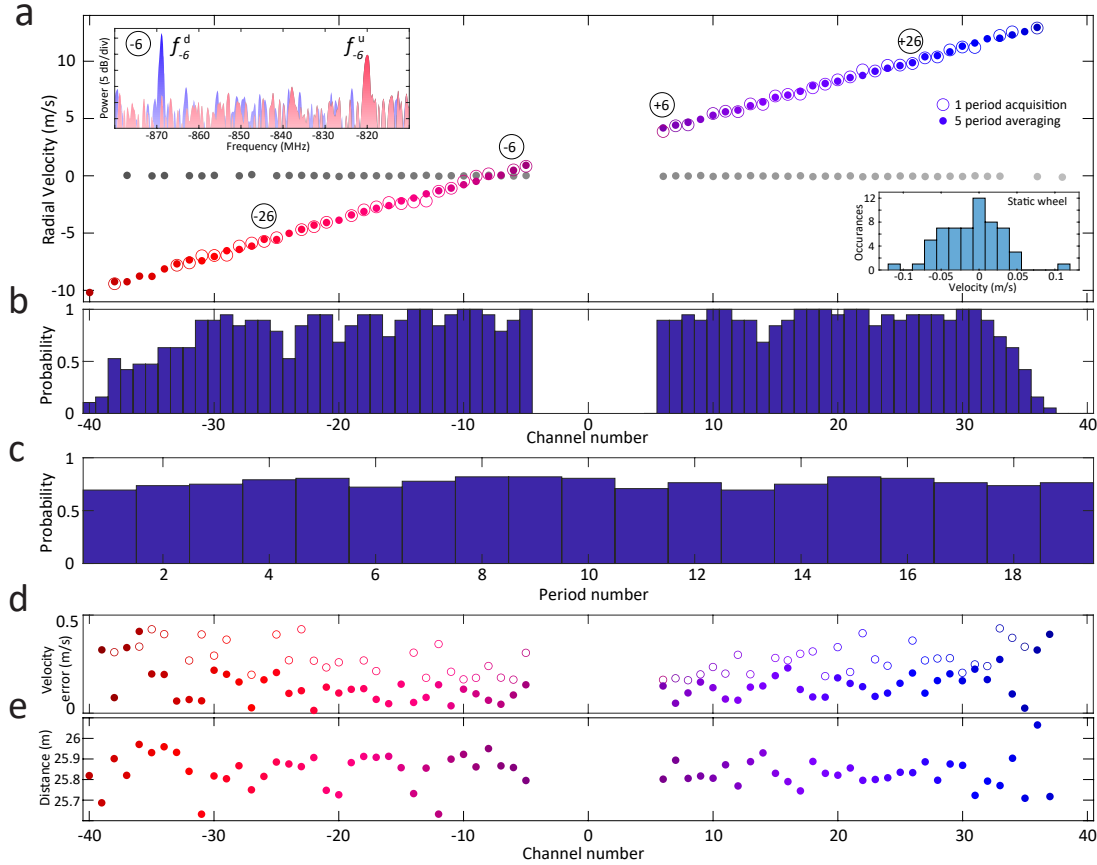 a
-6
f_-6^d
f_-6^u
Power (5 dB/div)
-870 -860 -850 -840 -830 -820
Frequency (MHz)
+26
+6
1 period acquisition
5 period averaging
-6
-26
Radial Velocity (m/s)
10
5
0
-5
-10
Static wheel
Occurances
12
8
4
0
-0.1 -0.05 0 0.05 0.1
Velocity (m/s)
b
Probability
1
0.5
0
-40 -30 -20 -10 0 10 20 30 40
Channel number
c
Probability
1
0.5
0
2 4 6 8 10 12 14 16 18
Period number
d
Velocity
error(m/s)
0.5
0
e
Distance (m)
26
25.9
25.8
25.7
-40 -30 -20 -10 0 10 20 30 40
Channel number